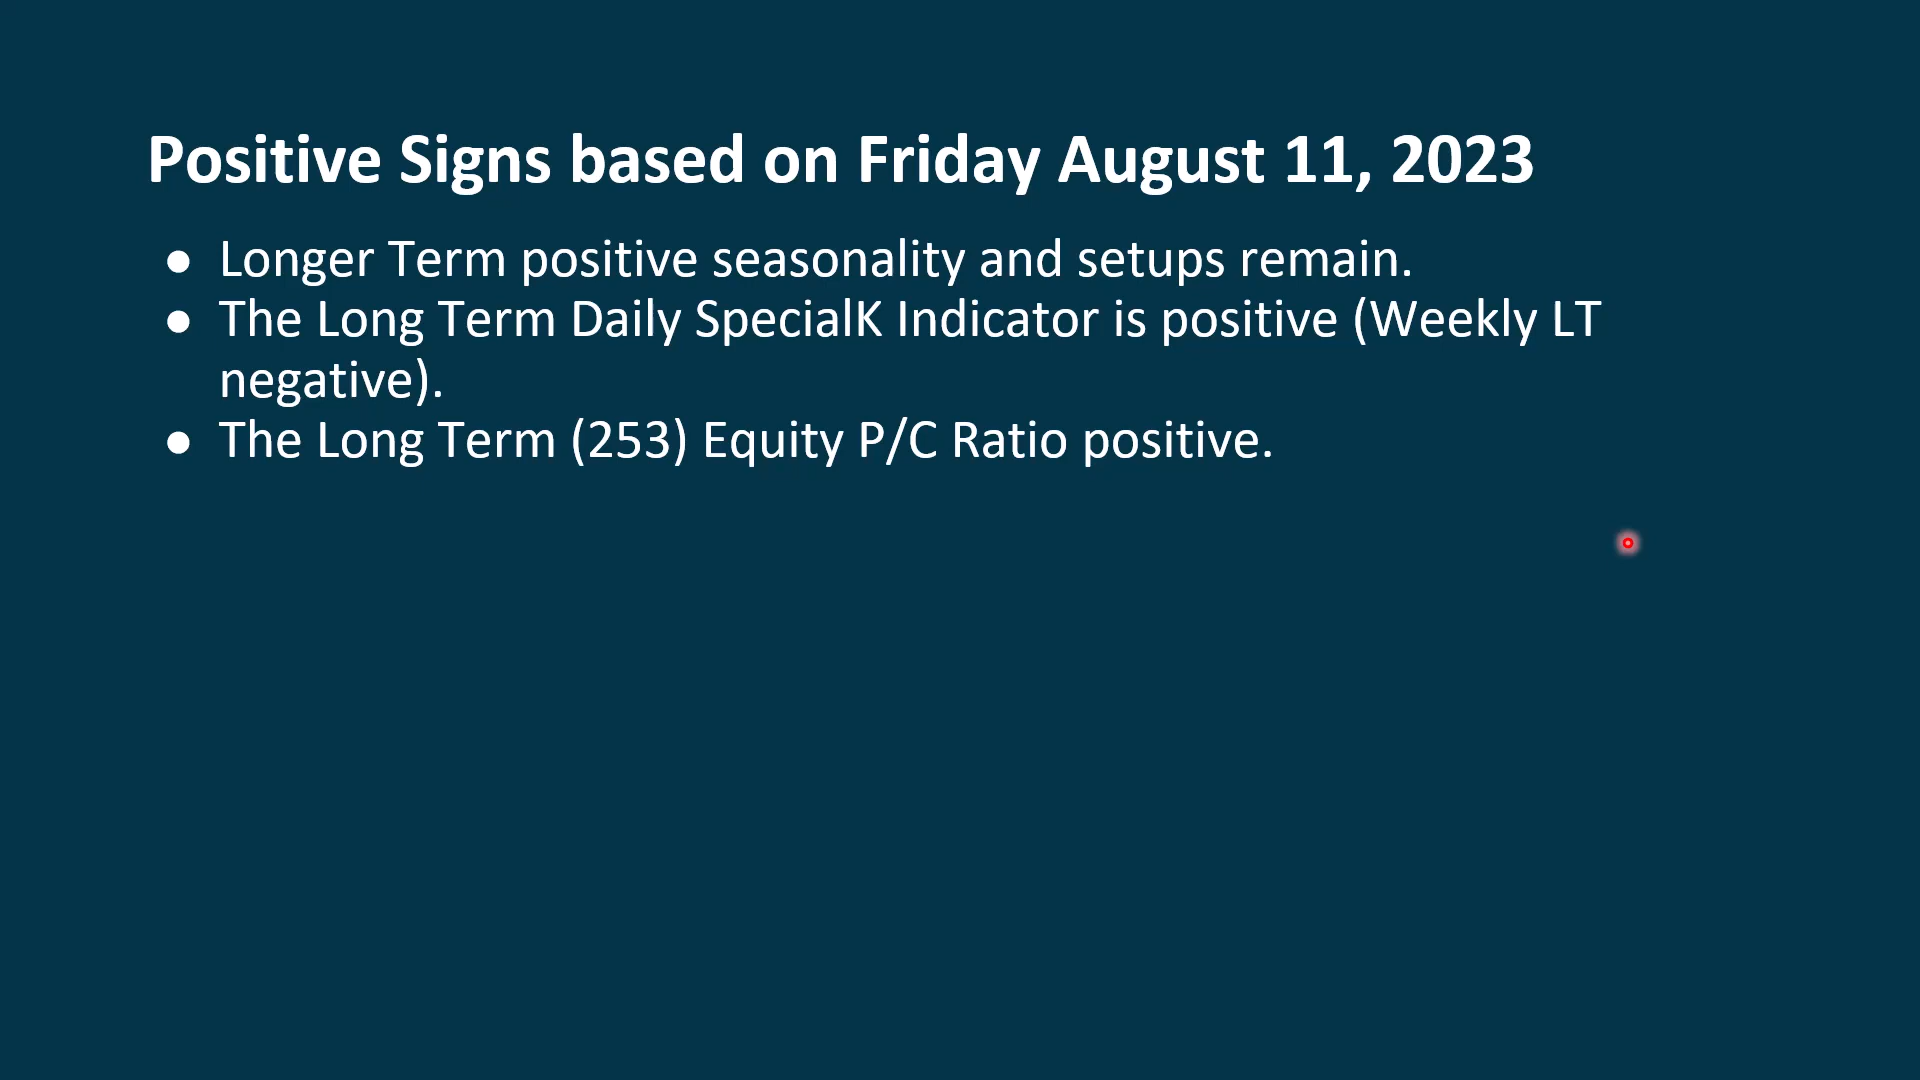 Positive Signs based on Friday August 11, 2023
● Longer Term positive seasonality and setups remain.
● The Long Term Daily SpecialK Indicator is positive (Weekly LT
negative).
● The Long Term (253) Equity P/C Ratio positive.